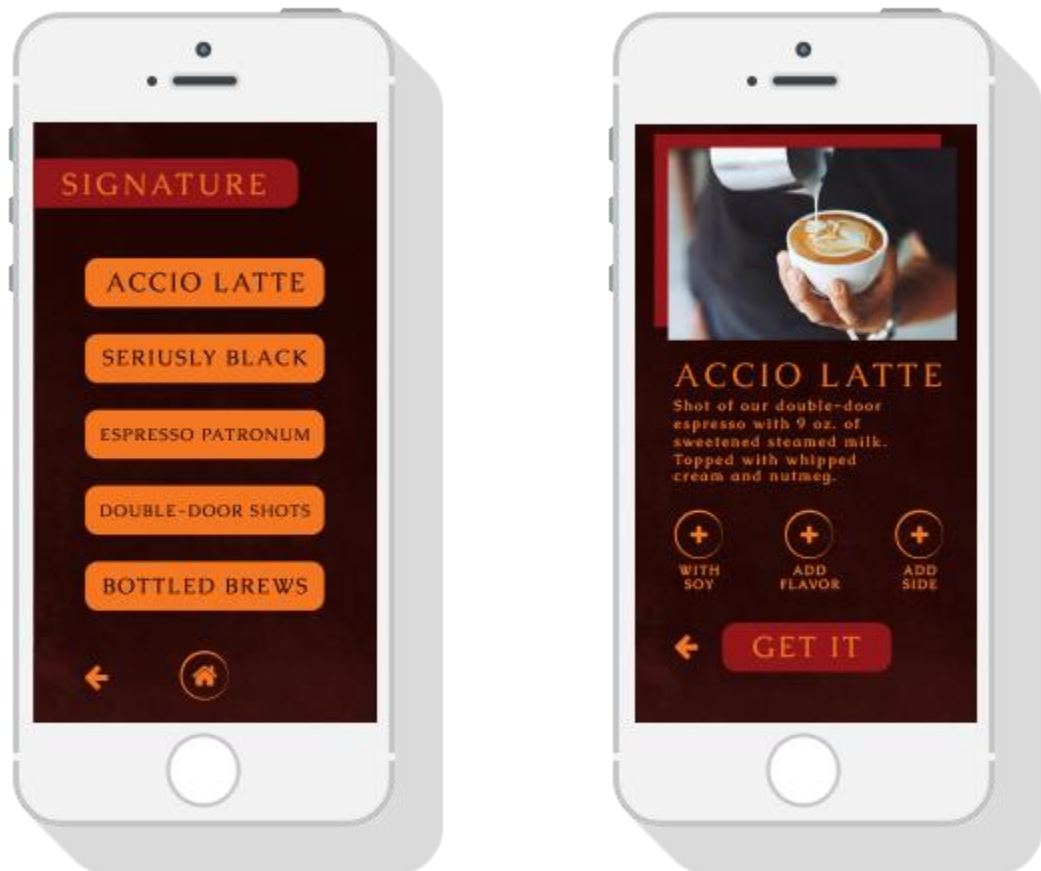 SIGNATURE
ACCIO LATTE
SERIUSLY BLACK
ESPRESSO PATRONUM
DOUBLE-DOOR SHOTS
BOTTLED BREWS
ACCIO LATTE
Shot of our double-door
espresso with 9 oz. of
sweetened steamed milk.
Topped with whipped
cream and nutmeg.
WITH
SOY
ADD
FLAVOR
ADD
SIDE
GET IT